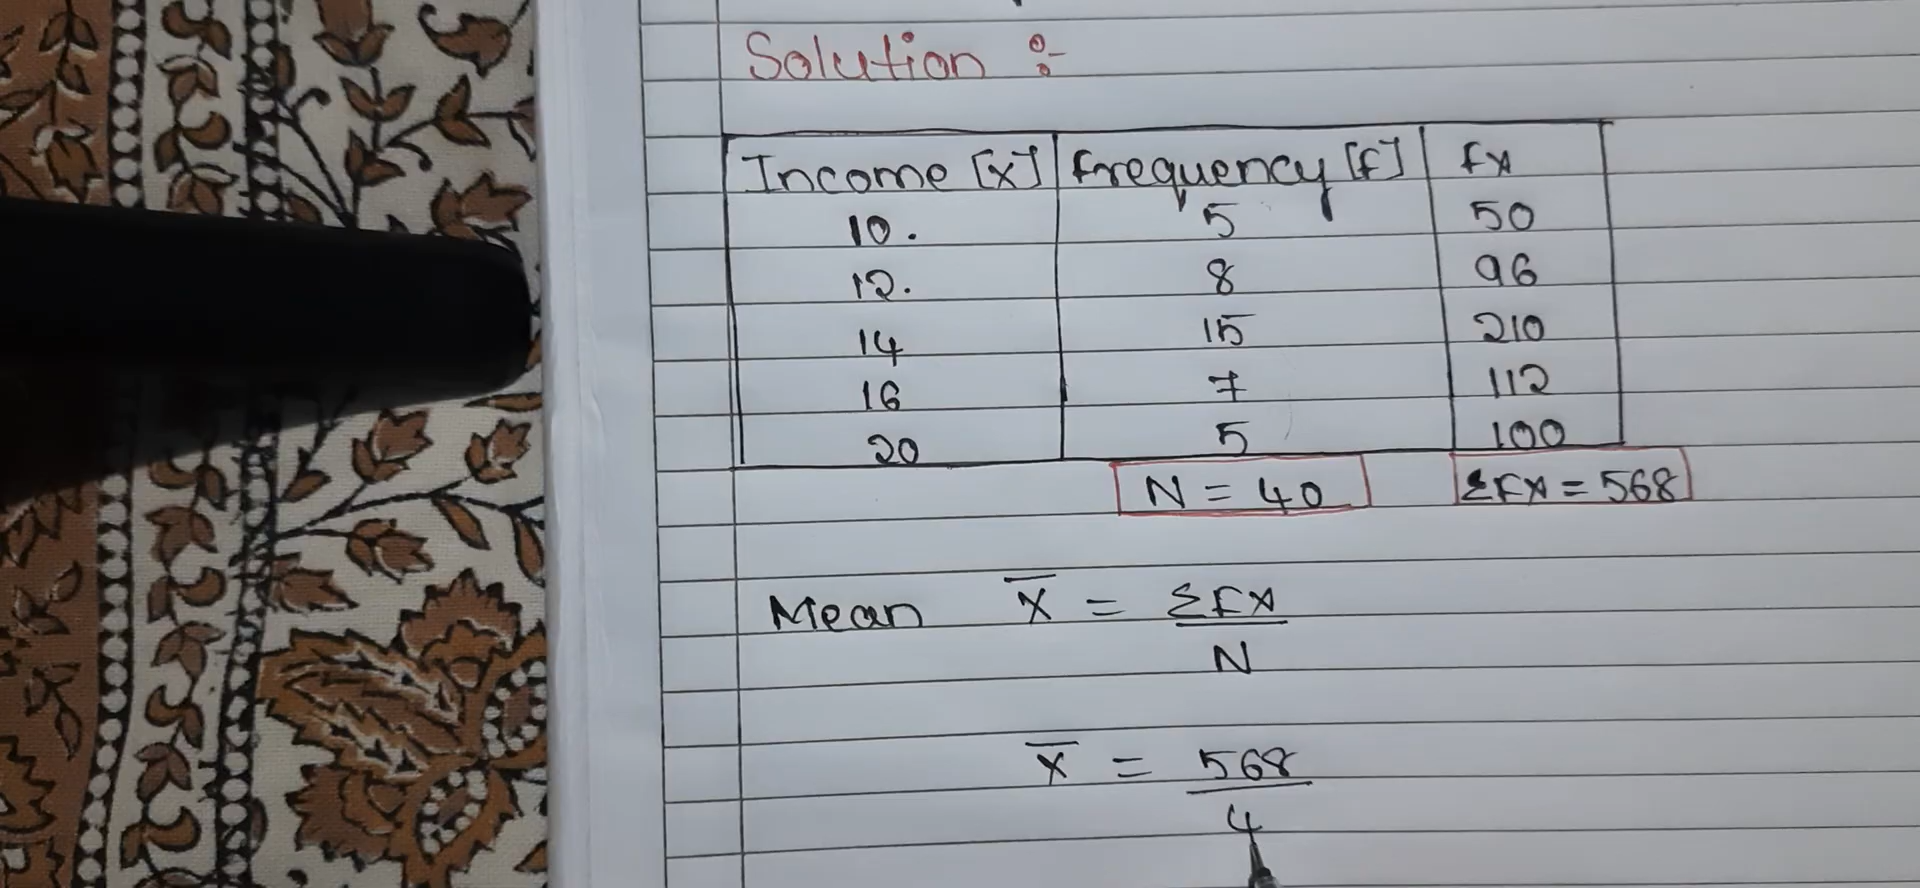 Solution :-
Income [x] Frequency [f] fx
10. 5 50
12. 8 96
14 15 210
16 7 112
20 5 100
N = 40 ΣFX = 568
Mean X̅ = ΣFX
N
X̅ = 568
4